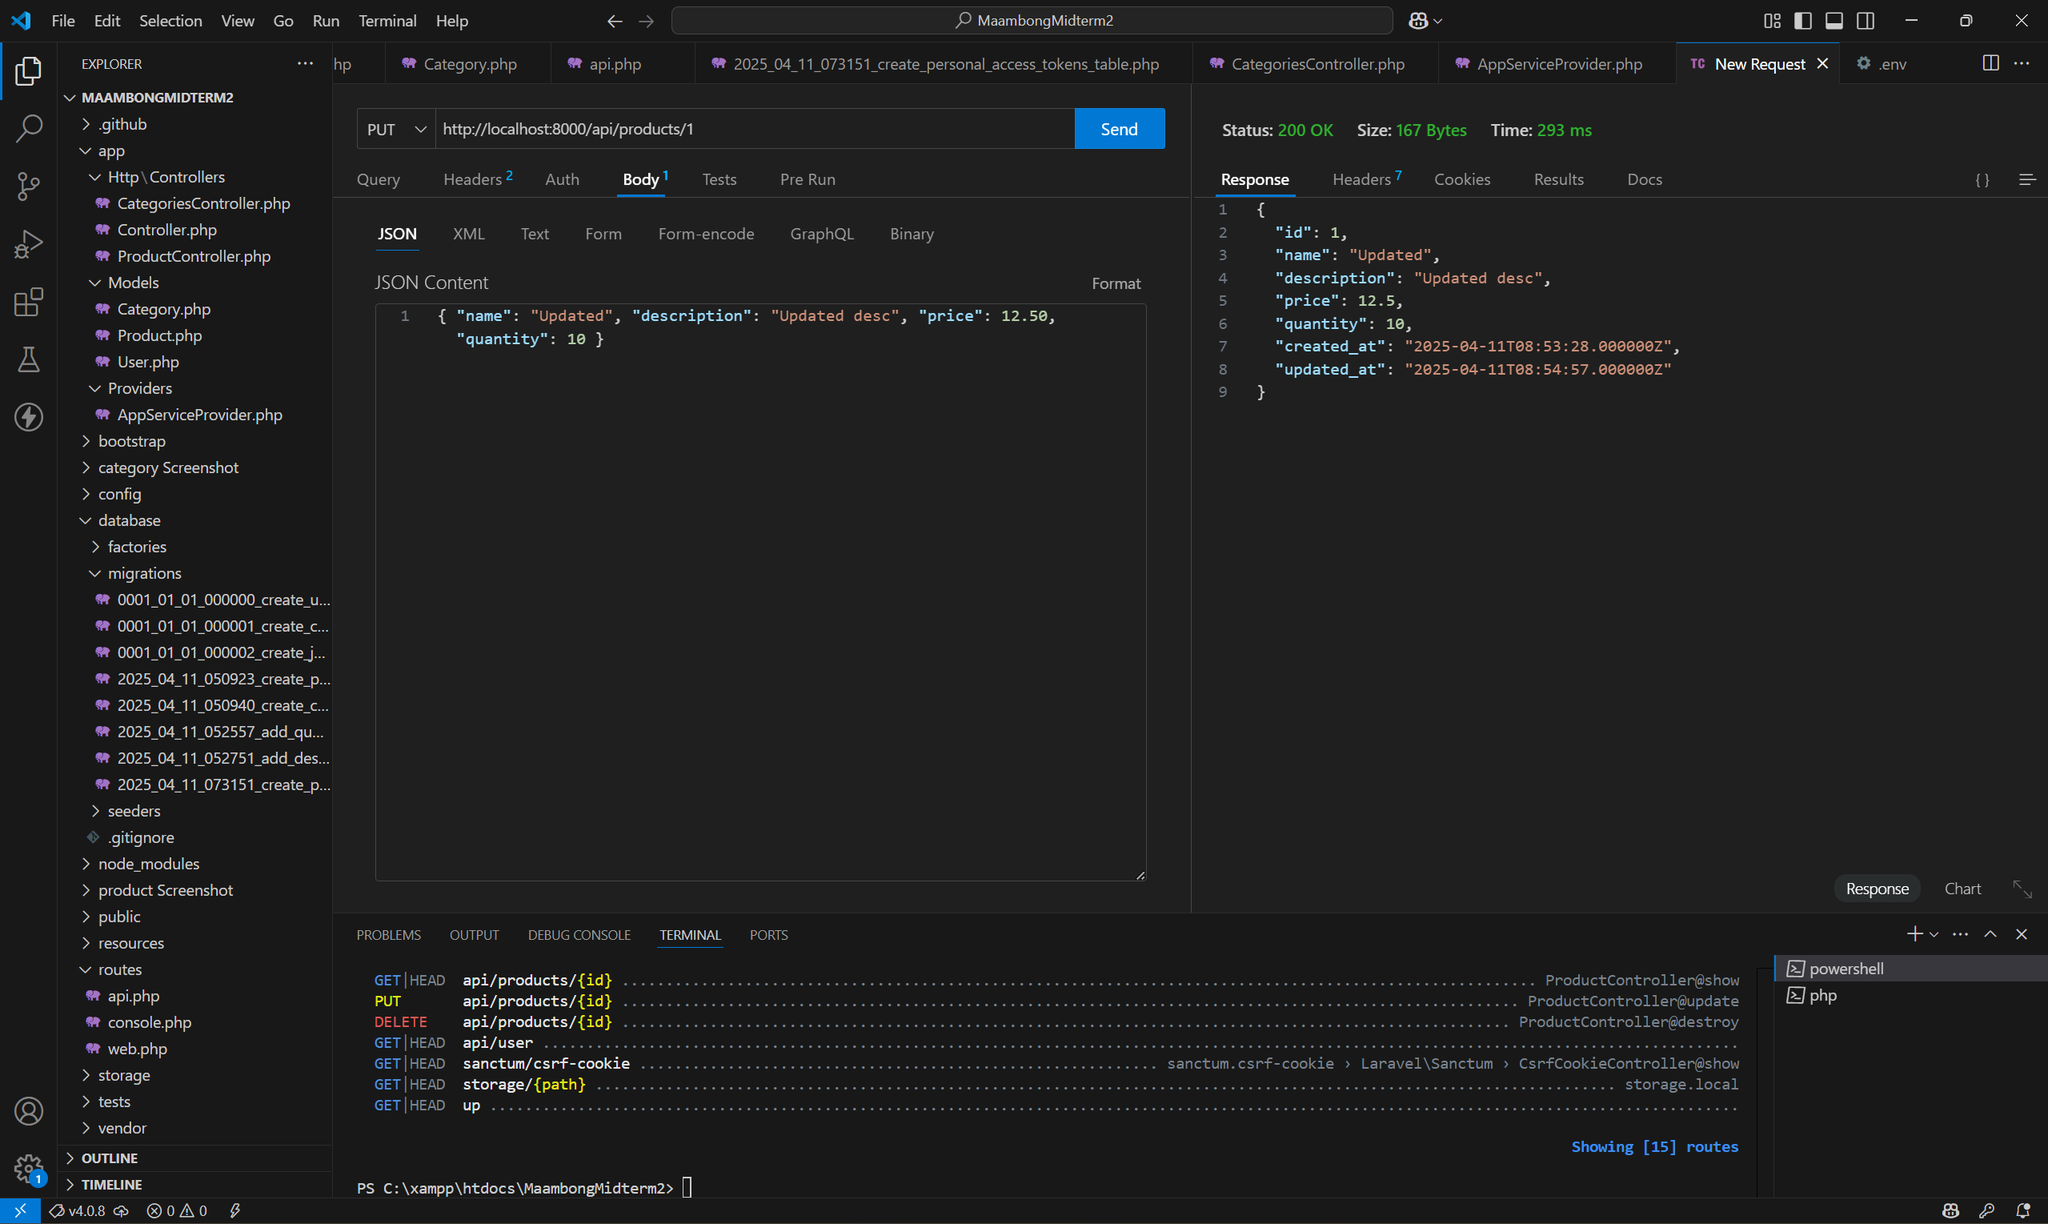 File Edit Selection View Go Run Terminal Help
MaambongMidterm2
EXPLORER
hp
Category.php
api.php
2025_04_11_073151_create_personal_access_tokens_table.php
CategoriesController.php
AppServiceProvider.php
TC New Request
.env
MAAMBONGMIDTERM2
.github
app
Http\Controllers
CategoriesController.php
Controller.php
ProductController.php
Models
Category.php
Product.php
User.php
Providers
AppServiceProvider.php
bootstrap
category Screenshot
config
database
factories
migrations
0001_01_01_000000_create_u...
0001_01_01_000001_create_c...
0001_01_01_000002_create_j...
2025_04_11_050923_create_p...
2025_04_11_050940_create_c...
2025_04_11_052557_add_qu...
2025_04_11_052751_add_des...
2025_04_11_073151_create_p...
seeders
.gitignore
node_modules
product Screenshot
public
resources
routes
api.php
console.php
web.php
storage
tests
vendor
OUTLINE
TIMELINE
PUT http://localhost:8000/api/products/1 Send
Query Headers 2 Auth Body 1 Tests Pre Run
JSON XML Text Form Form-encode GraphQL Binary
JSON Content Format
1 { "name": "Updated", "description": "Updated desc", "price": 12.50,
"quantity": 10 }
Status: 200 OK Size: 167 Bytes Time: 293 ms
Response Headers 7 Cookies Results Docs { }
1 {
2 "id": 1,
3 "name": "Updated",
4 "description": "Updated desc",
5 "price": 12.5,
6 "quantity": 10,
7 "created_at": "2025-04-11T08:53:28.000000Z",
8 "updated_at": "2025-04-11T08:54:57.000000Z"
9 }
Response Chart
PROBLEMS OUTPUT DEBUG CONSOLE TERMINAL PORTS
GET|HEAD api/products/{id} ........ ProductController@show
PUT api/products/{id} ........ ProductController@update
DELETE api/products/{id} ........ ProductController@destroy
GET|HEAD api/user ........
GET|HEAD sanctum/csrf-cookie ........ sanctum.csrf-cookie › Laravel\Sanctum › CsrfCookieController@show
GET|HEAD storage/{path} ........ storage.local
GET|HEAD up ........
Showing [15] routes
PS C:\xampp\htdocs\MaambongMidterm2>
powershell
php
1
v4.0.8 0 0